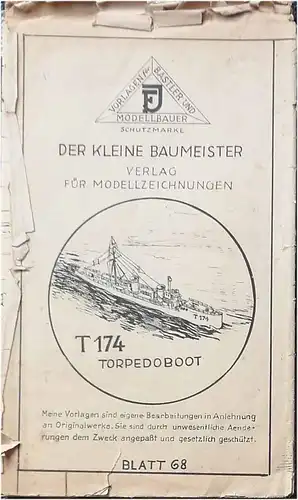 VORLAGEN für BASTLER UND
FJ
MODELLBAUER
SCHUTZMARKE
DER KLEINE BAUMEISTER
VERLAG
FÜR MODELLZEICHNUNGEN
T 174
T 174
TORPEDOBOOT
Meine Vorlagen sind eigene Bearbeitungen in Anlehnung
an Originalwerke. Sie sind durch unwesentliche Aende-
rungen dem Zweck angepaßt und gesetzlich geschützt.
BLATT 68